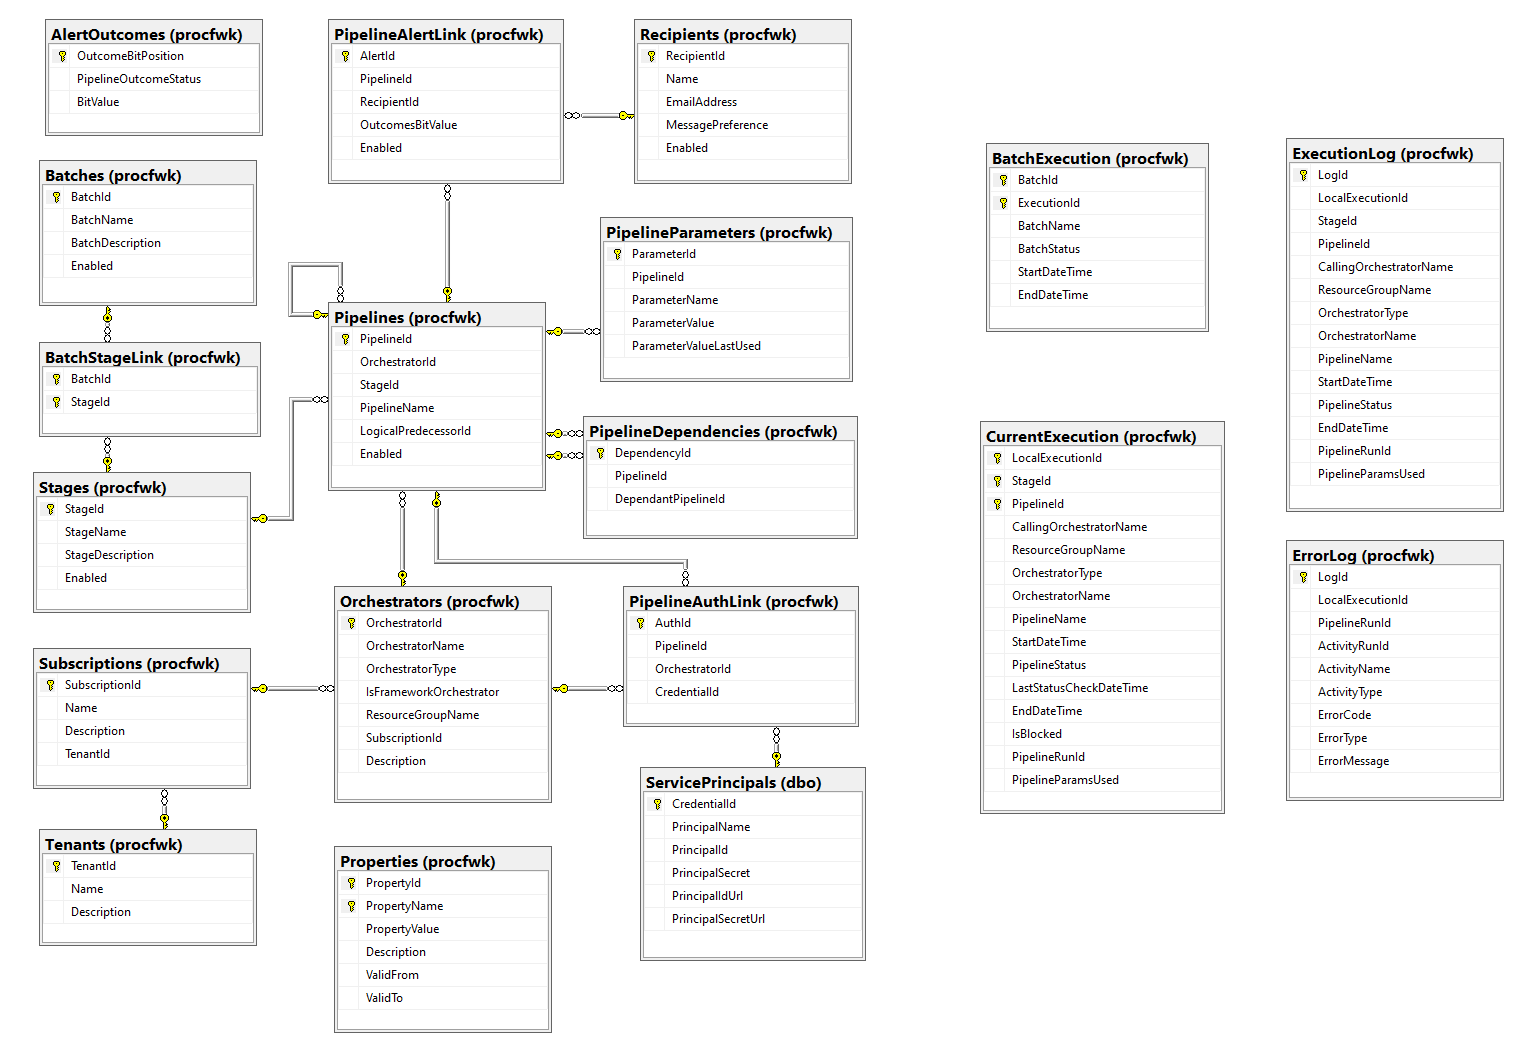 AlertOutcomes (procfwk)
OutcomeBitPosition
PipelineOutcomeStatus
BitValue
PipelineAlertLink (procfwk)
AlertId
PipelineId
RecipientId
OutcomesBitValue
Enabled
Recipients (procfwk)
RecipientId
Name
EmailAddress
MessagePreference
Enabled
Batches (procfwk)
BatchId
BatchName
BatchDescription
Enabled
PipelineParameters (procfwk)
ParameterId
PipelineId
ParameterName
ParameterValue
ParameterValueLastUsed
Pipelines (procfwk)
PipelineId
OrchestratorId
StageId
PipelineName
LogicalPredecessorId
Enabled
BatchStageLink (procfwk)
BatchId
StageId
PipelineDependencies (procfwk)
DependencyId
PipelineId
DependantPipelineId
Stages (procfwk)
StageId
StageName
StageDescription
Enabled
Orchestrators (procfwk)
OrchestratorId
OrchestratorName
OrchestratorType
IsFrameworkOrchestrator
ResourceGroupName
SubscriptionId
Description
PipelineAuthLink (procfwk)
AuthId
PipelineId
OrchestratorId
CredentialId
Subscriptions (procfwk)
SubscriptionId
Name
Description
TenantId
ServicePrincipals (dbo)
CredentialId
PrincipalName
PrincipalId
PrincipalSecret
PrincipalIdUrl
PrincipalSecretUrl
Tenants (procfwk)
TenantId
Name
Description
Properties (procfwk)
PropertyId
PropertyName
PropertyValue
Description
ValidFrom
ValidTo
BatchExecution (procfwk)
BatchId
ExecutionId
BatchName
BatchStatus
StartDateTime
EndDateTime
CurrentExecution (procfwk)
LocalExecutionId
StageId
PipelineId
CallingOrchestratorName
ResourceGroupName
OrchestratorType
OrchestratorName
PipelineName
StartDateTime
PipelineStatus
LastStatusCheckDateTime
EndDateTime
IsBlocked
PipelineRunId
PipelineParamsUsed
ExecutionLog (procfwk)
LogId
LocalExecutionId
StageId
PipelineId
CallingOrchestratorName
ResourceGroupName
OrchestratorType
OrchestratorName
PipelineName
StartDateTime
PipelineStatus
EndDateTime
PipelineRunId
PipelineParamsUsed
ErrorLog (procfwk)
LogId
LocalExecutionId
PipelineRunId
ActivityRunId
ActivityName
ActivityType
ErrorCode
ErrorType
ErrorMessage